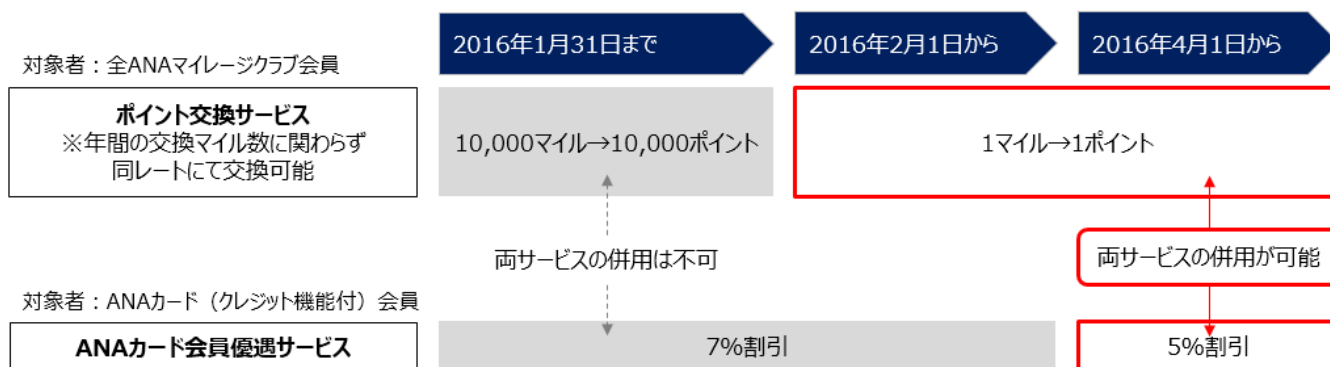 2016年1月31日まで
2016年2月1日から
2016年4月1日から
対象者：全ANAマイレージクラブ会員
ポイント交換サービス
※年間の交換マイル数に関わらず
同レートにて交換可能
10,000マイル→10,000ポイント
1マイル→1ポイント
両サービスの併用は不可
両サービスの併用が可能
対象者：ANAカード（クレジット機能付）会員
ANAカード会員優遇サービス
7%割引
5%割引